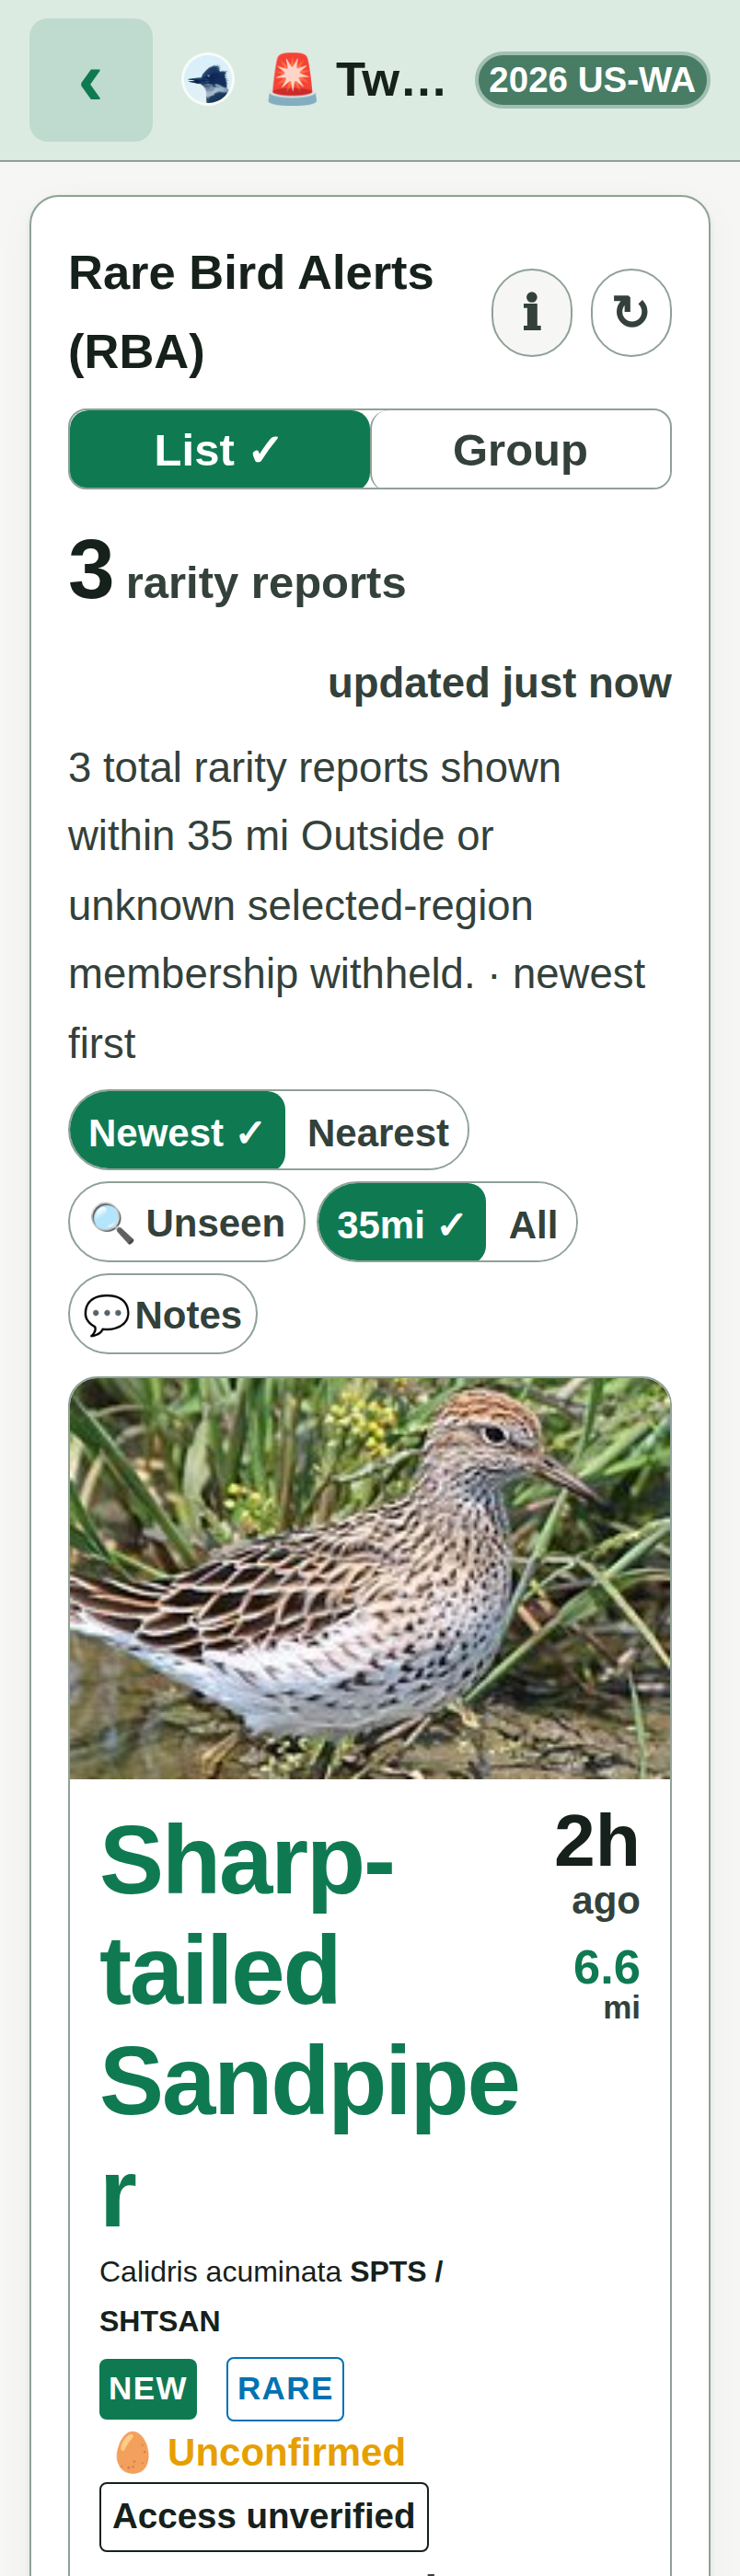 ‹ 🚨 Tw… 2026 US-WA
Rare Bird Alerts
(RBA)
ℹ ↻
List ✓ Group
3 rarity reports
updated just now
3 total rarity reports shown
within 35 mi Outside or
unknown selected-region
membership withheld. · newest
first
Newest ✓ Nearest
🔍 Unseen 35mi ✓ All
💬 Notes
Sharp-
tailed
Sandpipe
r
2h
ago
6.6
mi
Calidris acuminata SPTS /
SHTSAN
NEW RARE
🥚 Unconfirmed
Access unverified